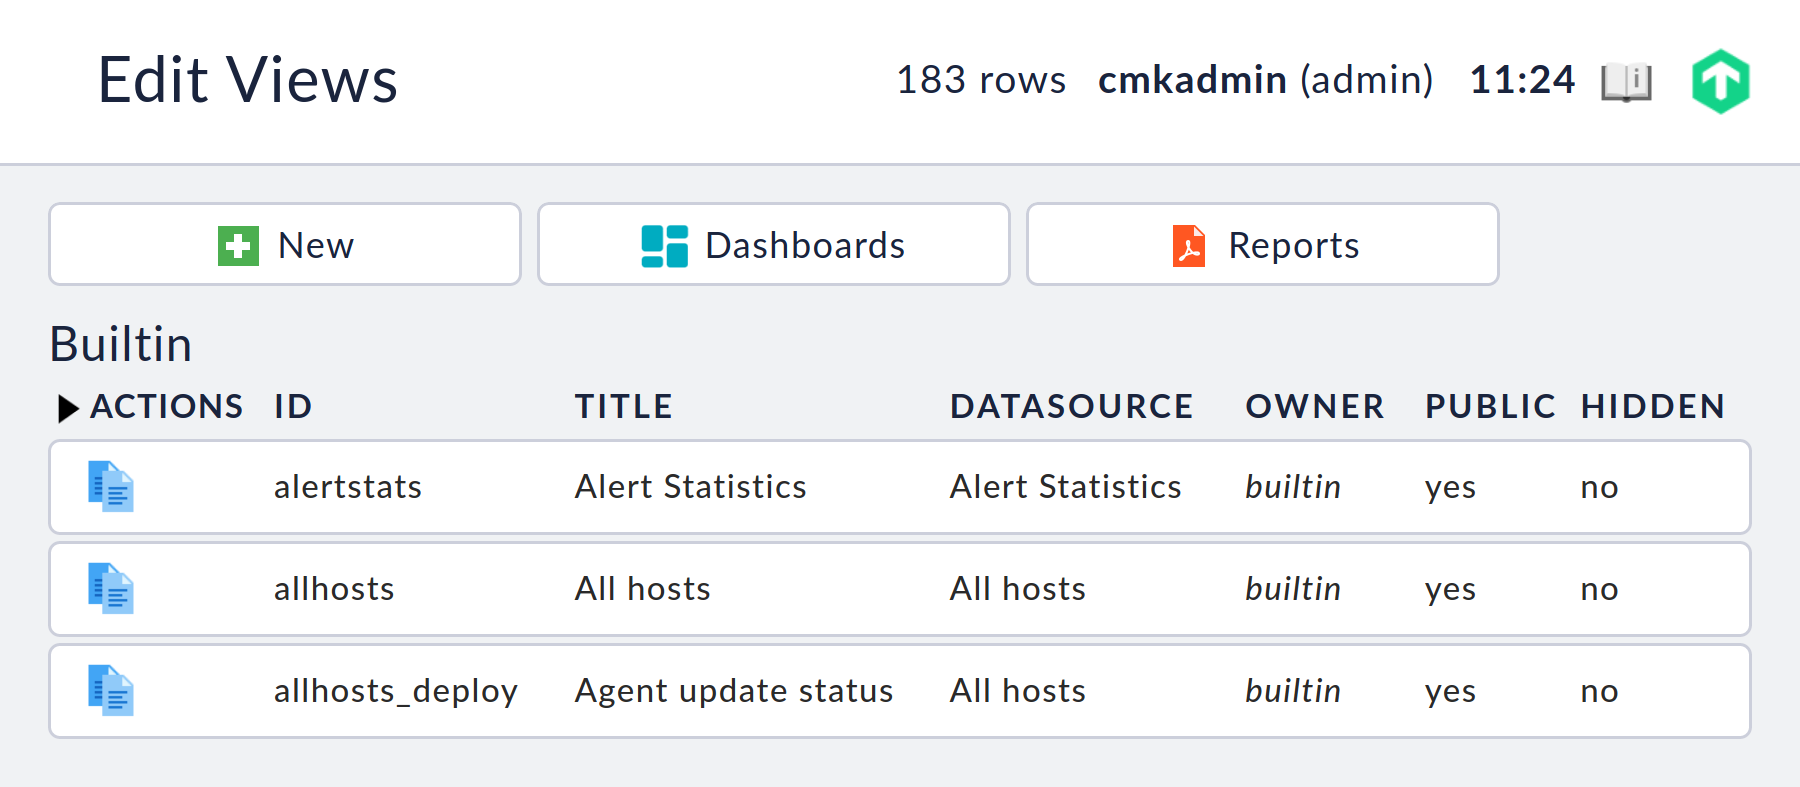 Edit Views
183 rows cmkadmin (admin) 11:24
New Dashboards Reports
Builtin
ACTIONS ID TITLE DATASOURCE OWNER PUBLIC HIDDEN
alertstats Alert Statistics Alert Statistics builtin yes no
allhosts All hosts All hosts builtin yes no
allhosts_deploy Agent update status All hosts builtin yes no